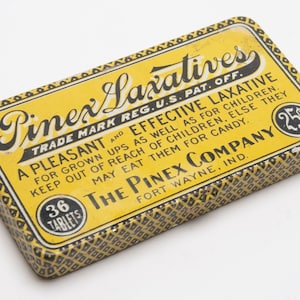 Pinex Laxatives
TRADE MARK REG. U.S. PAT. OFF.
A PLEASANT AND EFFECTIVE LAXATIVE
FOR GROWN UPS AS WELL AS FOR CHILDREN.
KEEP OUT OF REACH OF CHILDREN, ELSE THEY
MAY EAT THEM FOR CANDY.
THE PINEX COMPANY
FORT WAYNE, IND.
36
TABLETS
25¢